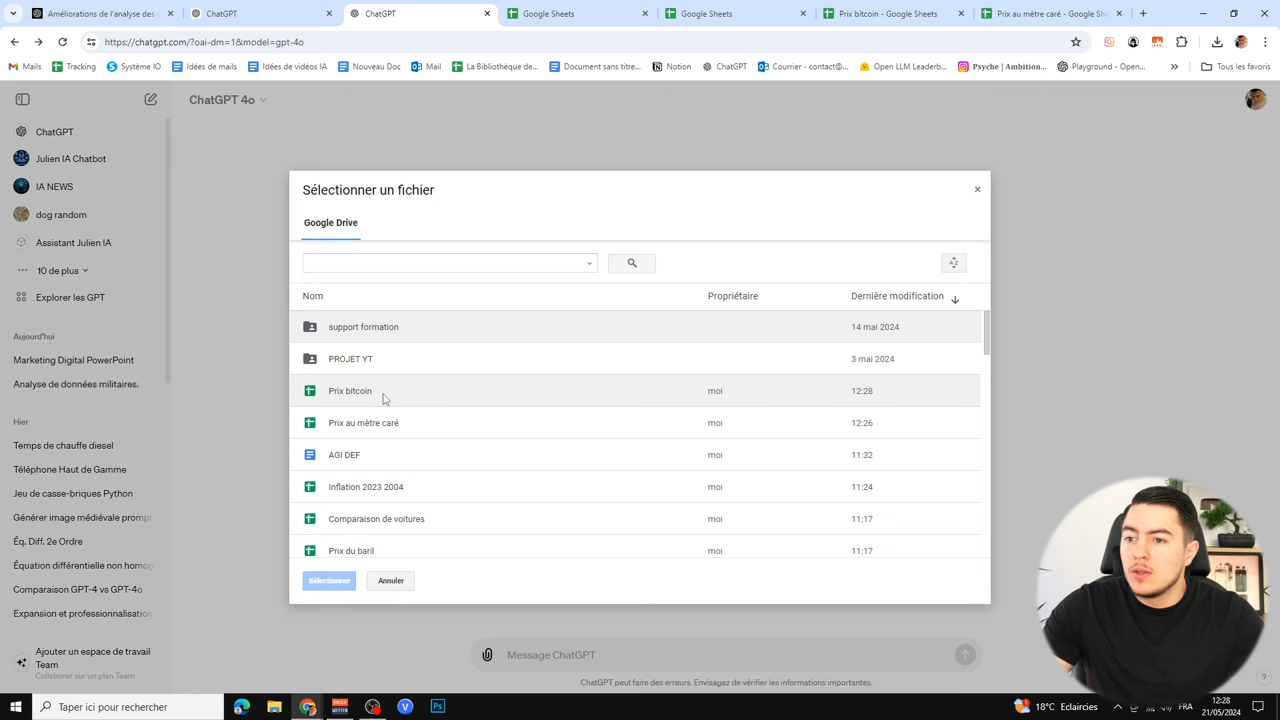 Améliorations de l'analyse des
ChatGPT
ChatGPT
Google Sheets
Google Sheets
Prix bitcoin - Google Sheets
Prix au mètre caré - Google Sh
https://chatgpt.com/?oai-dm=1&model=gpt-4o
Mails
Tracking
Système IO
Idées de mails
Idées de vidéos IA
Nouveau Doc
Mail
La Bibliothèque de...
Document sans titre...
Notion
ChatGPT
Courrier - contact@...
Open LLM Leaderb...
Psyche | Ambition...
Playground - Open...
»
Tous les favoris
ChatGPT 4o
ChatGPT
Julien IA Chatbot
IA NEWS
dog random
Assistant Julien IA
10 de plus
Explorer les GPT
Aujourd'hui
Marketing Digital PowerPoint
Analyse de données militaires.
Hier
Temps de chauffe diesel
Téléphone Haut de Gamme
Jeu de casse-briques Python
Générer image médiévale prompt
Éq. Diff. 2e Ordre
Équation différentielle non homog
Comparaison GPT-4 vs GPT-4o
Expansion et professionnalisation
Ajouter un espace de travail
Team
Collaborer sur un plan Team
Sélectionner un fichier
×
Google Drive
AZ
Nom Propriétaire Dernière modification
support formation 14 mai 2024
PROJET YT 3 mai 2024
Prix bitcoin moi 12:28
Prix au mètre caré moi 12:26
AGI DEF moi 11:32
Inflation 2023 2004 moi 11:24
Comparaison de voitures moi 11:17
Prix du baril moi 11:17
Sélectionner Annuler
Message ChatGPT
ChatGPT peut faire des erreurs. Envisagez de vérifier les informations importantes.
?
Taper ici pour rechercher
V
Ps
18°C Eclaircies
FRA
12:28
21/05/2024